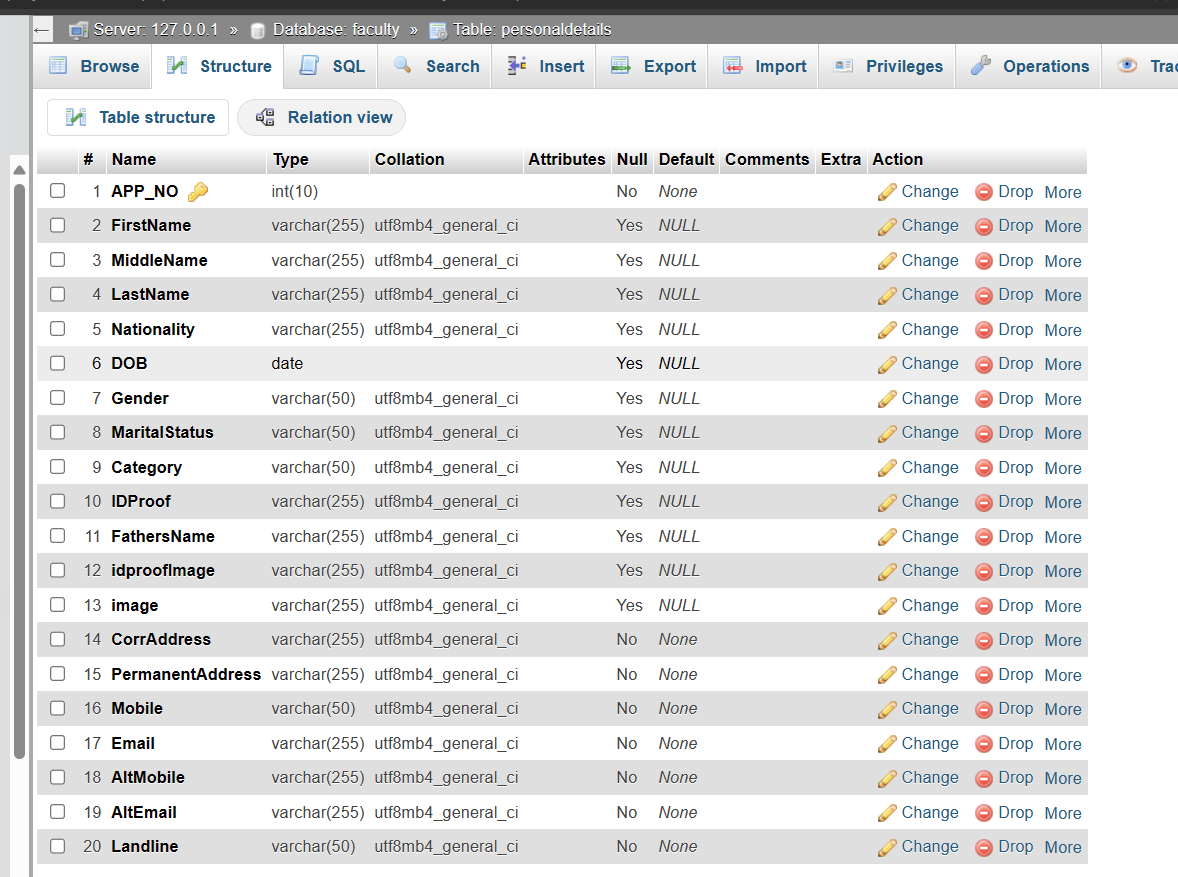 Server: 127.0.0.1 » Database: faculty » Table: personaldetails
Browse Structure SQL Search Insert Export Import Privileges Operations Trac
Table structure Relation view
# Name Type Collation Attributes Null Default Comments Extra Action
1 APP_NO int(10) No None Change Drop More
2 FirstName varchar(255) utf8mb4_general_ci Yes NULL Change Drop More
3 MiddleName varchar(255) utf8mb4_general_ci Yes NULL Change Drop More
4 LastName varchar(255) utf8mb4_general_ci Yes NULL Change Drop More
5 Nationality varchar(255) utf8mb4_general_ci Yes NULL Change Drop More
6 DOB date Yes NULL Change Drop More
7 Gender varchar(50) utf8mb4_general_ci Yes NULL Change Drop More
8 MaritalStatus varchar(50) utf8mb4_general_ci Yes NULL Change Drop More
9 Category varchar(50) utf8mb4_general_ci Yes NULL Change Drop More
10 IDProof varchar(255) utf8mb4_general_ci Yes NULL Change Drop More
11 FathersName varchar(255) utf8mb4_general_ci Yes NULL Change Drop More
12 idproofImage varchar(255) utf8mb4_general_ci Yes NULL Change Drop More
13 image varchar(255) utf8mb4_general_ci Yes NULL Change Drop More
14 CorrAddress varchar(255) utf8mb4_general_ci No None Change Drop More
15 PermanentAddress varchar(255) utf8mb4_general_ci No None Change Drop More
16 Mobile varchar(50) utf8mb4_general_ci No None Change Drop More
17 Email varchar(255) utf8mb4_general_ci No None Change Drop More
18 AltMobile varchar(255) utf8mb4_general_ci No None Change Drop More
19 AltEmail varchar(255) utf8mb4_general_ci No None Change Drop More
20 Landline varchar(50) utf8mb4_general_ci No None Change Drop More